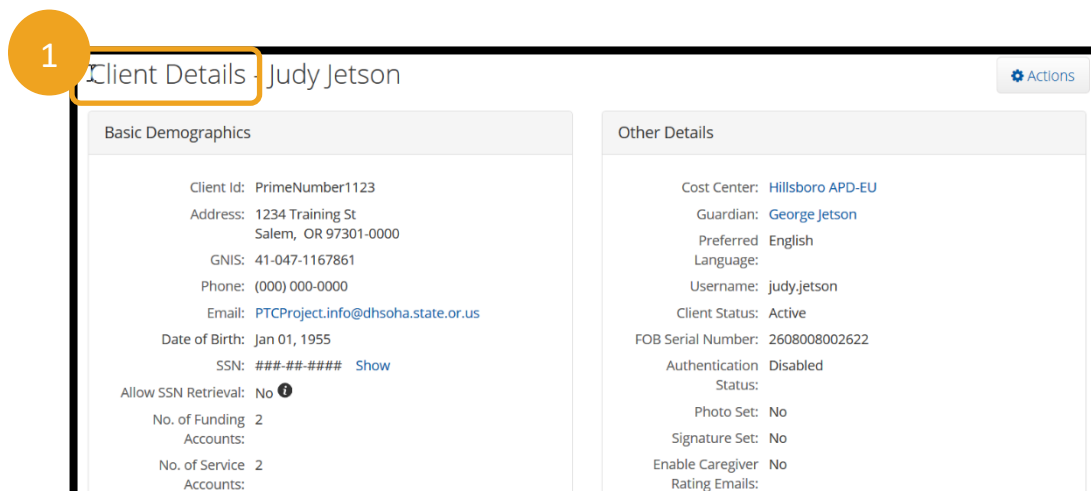 1
Client Details - Judy Jetson
Actions
Basic Demographics
Client Id: PrimeNumber1123
Address: 1234 Training St
Salem, OR 97301-0000
GNIS: 41-047-1167861
Phone: (000) 000-0000
Email: PTCProject.info@dhsoha.state.or.us
Date of Birth: Jan 01, 1955
SSN: ###-##-#### Show
Allow SSN Retrieval: No
No. of Funding 2
Accounts:
No. of Service 2
Accounts:
Other Details
Cost Center: Hillsboro APD-EU
Guardian: George Jetson
Preferred English
Language:
Username: judy.jetson
Client Status: Active
FOB Serial Number: 2608008002622
Authentication Disabled
Status:
Photo Set: No
Signature Set: No
Enable Caregiver No
Rating Emails: